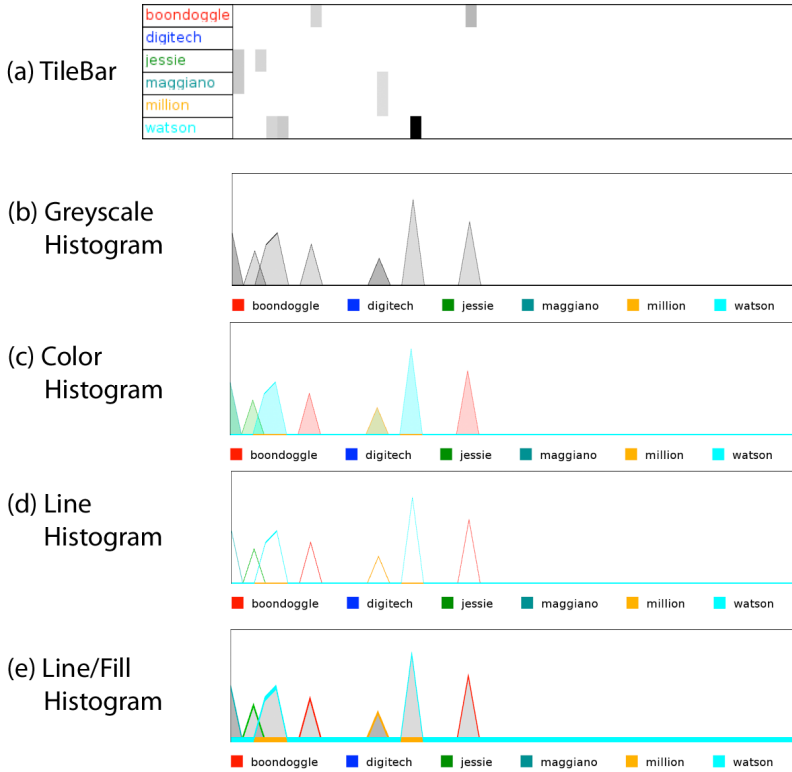 (a) TileBar
boondoggle
digitech
jessie
maggiano
million
watson
(b) Greyscale
Histogram
boondoggle digitech jessie maggiano million watson
(c) Color
Histogram
boondoggle digitech jessie maggiano million watson
(d) Line
Histogram
boondoggle digitech jessie maggiano million watson
(e) Line/Fill
Histogram
boondoggle digitech jessie maggiano million watson